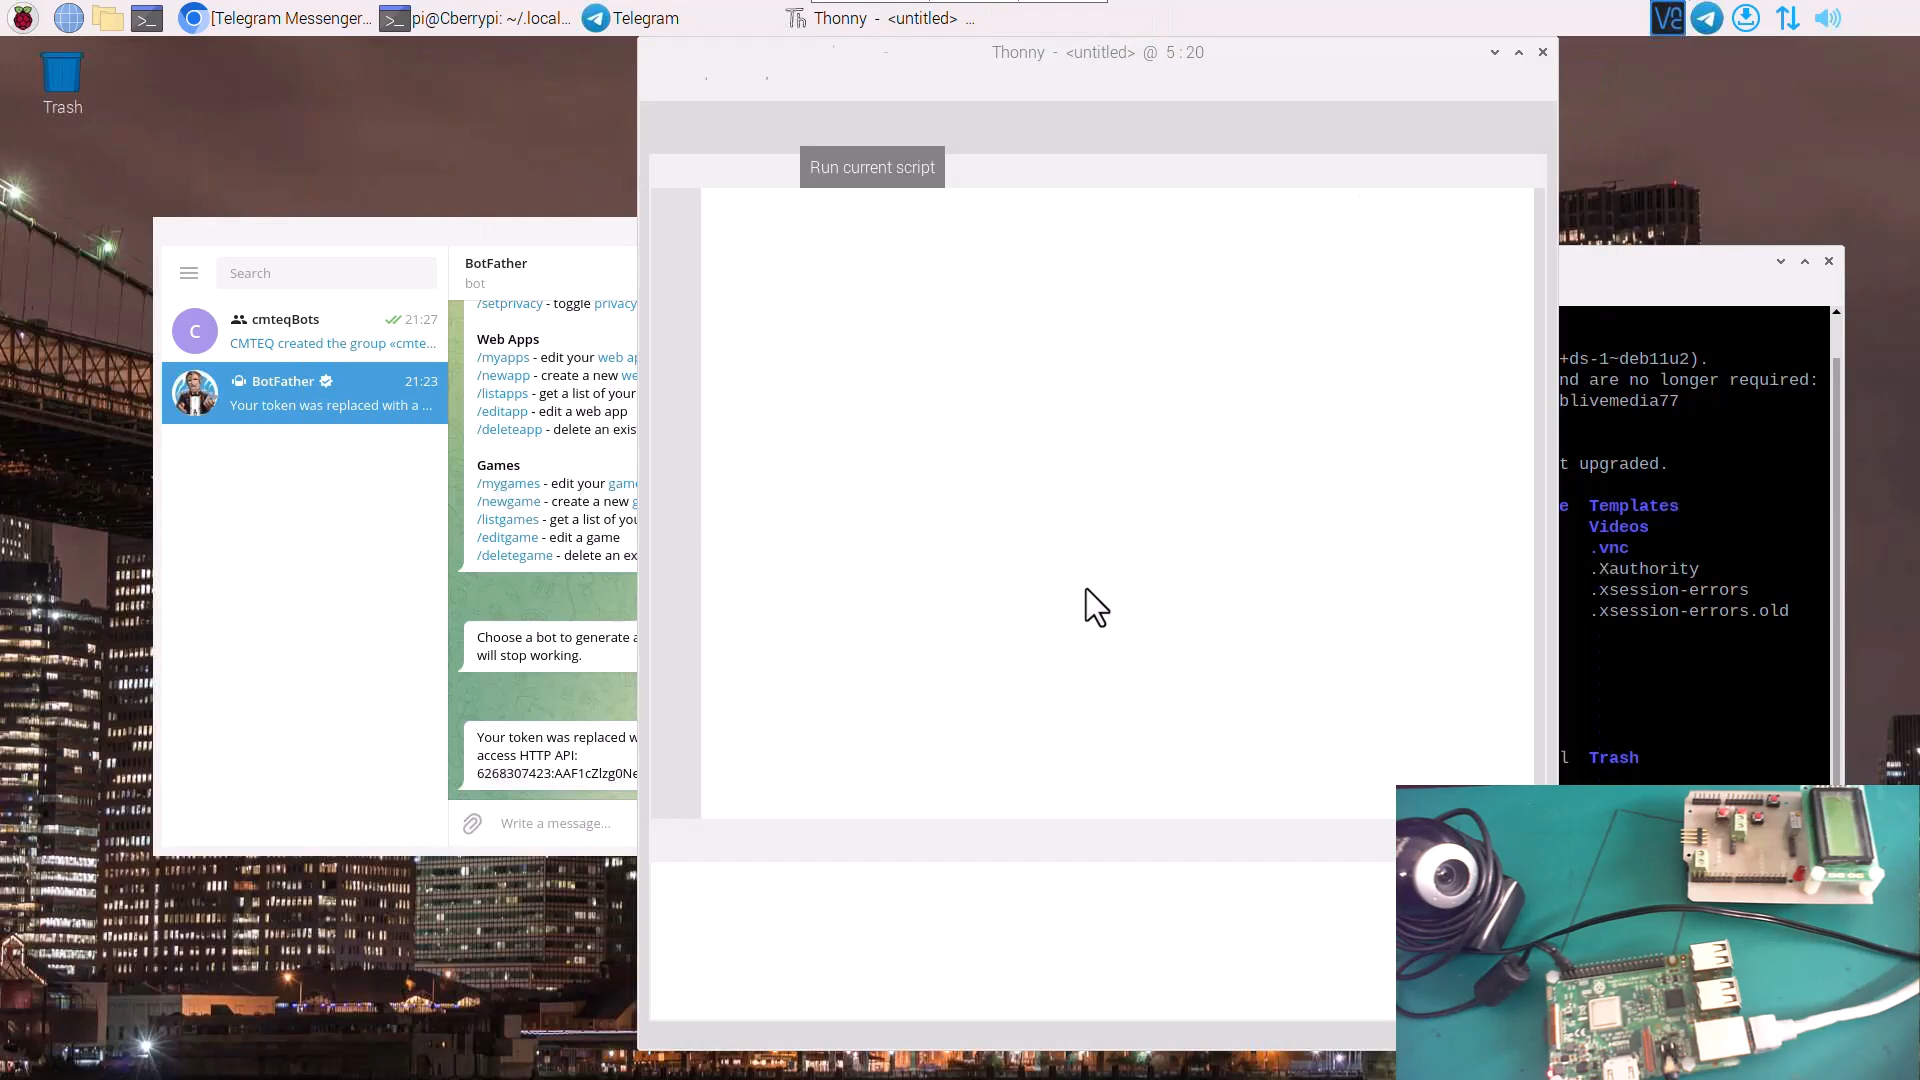 [Telegram Messenger...
pi@Cberrypi: ~/.local...
Telegram
Thonny - <untitled> ...
Trash
Thonny - <untitled> @ 5 : 20
Run current script
Search
cmteqBots
21:27
CMTEQ created the group «cmte...
BotFather
21:23
Your token was replaced with a ...
BotFather
bot
/setprivacy - toggle privacy
Web Apps
/myapps - edit your web ap
/newapp - create a new we
/listapps - get a list of your
/editapp - edit a web app
/deleteapp - delete an exis
Games
/mygames - edit your game
/newgame - create a new g
/listgames - get a list of you
/editgame - edit a game
/deletegame - delete an ex
Choose a bot to generate a
will stop working.
Your token was replaced w
access HTTP API:
6268307423:AAF1cZlzg0Ne
Write a message...
+ds-1~deb11u2).
nd are no longer required:
blivemedia77
t upgraded.
e Templates
Videos
.vnc
.Xauthority
.xsession-errors
.xsession-errors.old
l Trash